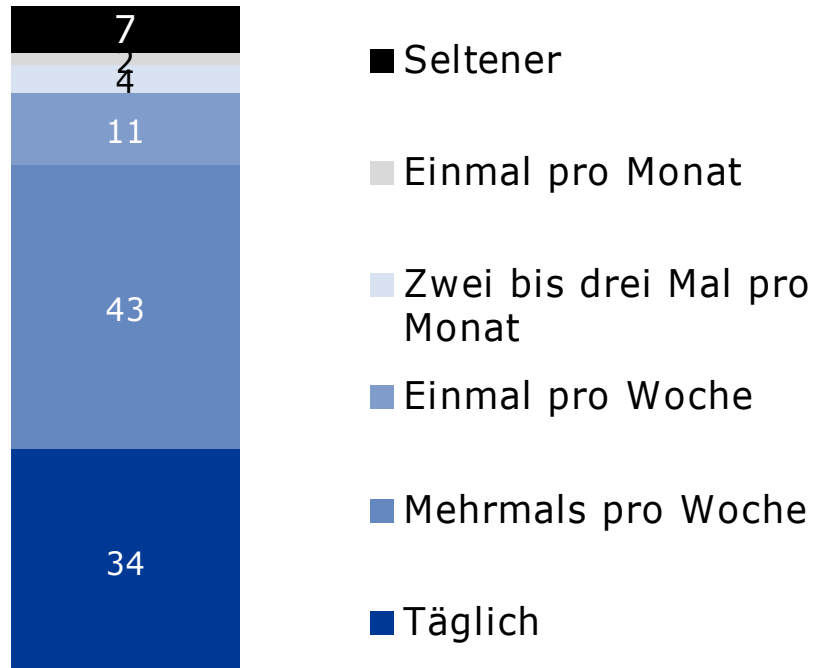 7
2
4
11
43
34
Seltener
Einmal pro Monat
Zwei bis drei Mal pro
Monat
Einmal pro Woche
Mehrmals pro Woche
Täglich